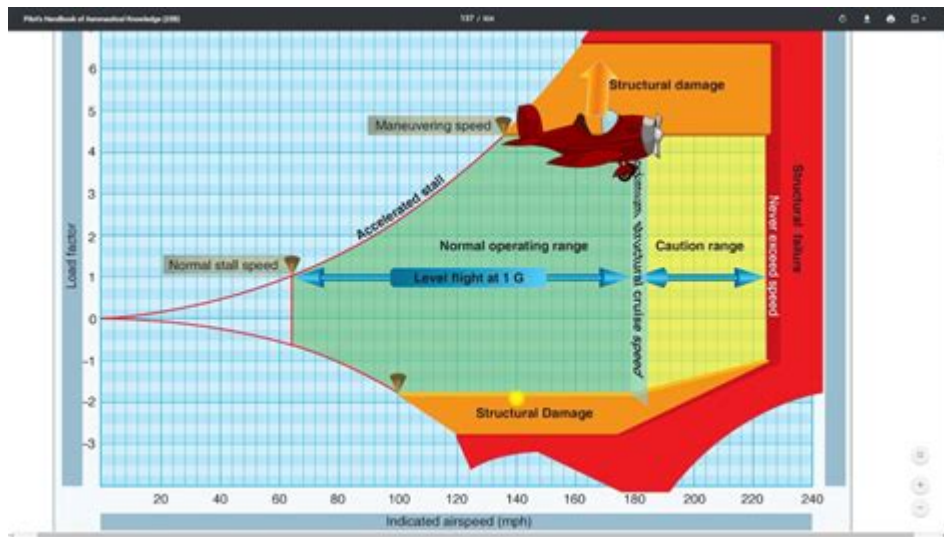 Pilot's Handbook of Aeronautical Knowledge (25B)
137 / 524
6
Structural damage
5
Maneuvering speed
4
Accelerated stall
3
Structural failure
Load factor
2
Normal operating range
Caution range
Never exceed speed
Normal stall speed
1
Level flight at 1 G
structural cruise speed
0
-1
-2
Structural Damage
-3
20 40 60 80 100 120 140 160 180 200 220 240
Indicated airspeed (mph)